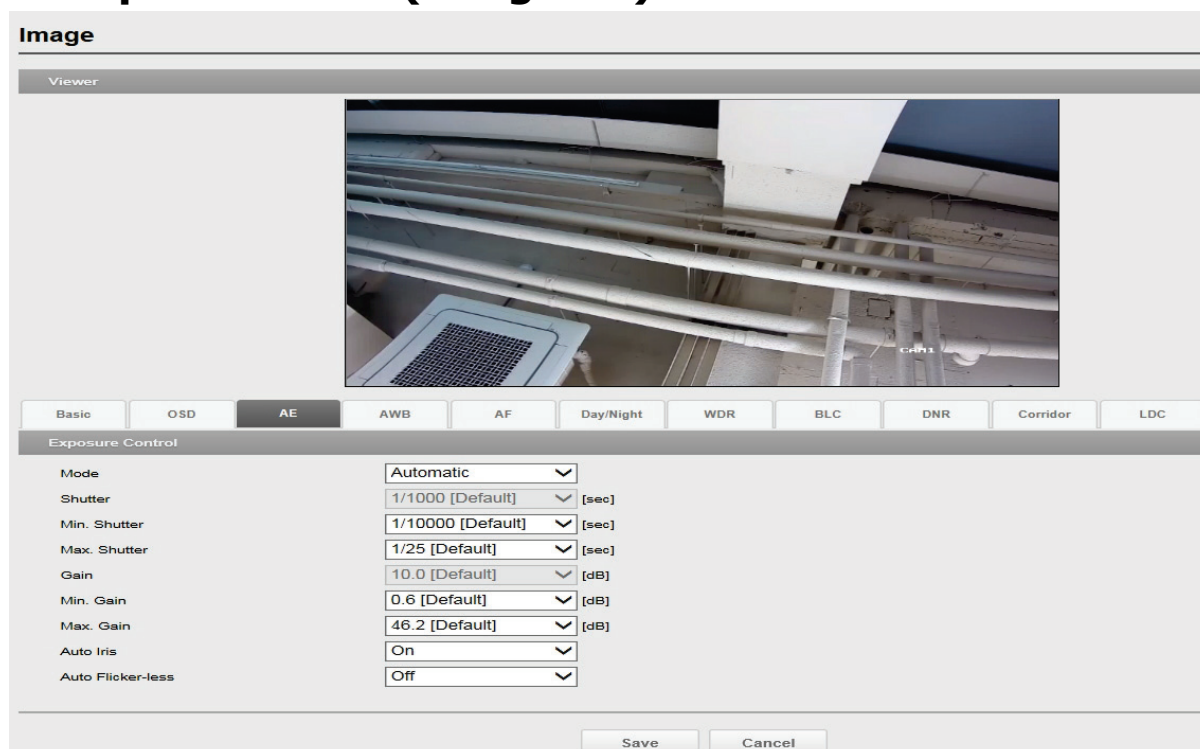 Image
Viewer
CAM1
Basic OSD AE AWB AF Day/Night WDR BLC DNR Corridor LDC
Exposure Control
Mode Automatic
Shutter 1/1000 [Default] [sec]
Min. Shutter 1/10000 [Default] [sec]
Max. Shutter 1/25 [Default] [sec]
Gain 10.0 [Default] [dB]
Min. Gain 0.6 [Default] [dB]
Max. Gain 46.2 [Default] [dB]
Auto Iris On
Auto Flicker-less Off
Save Cancel